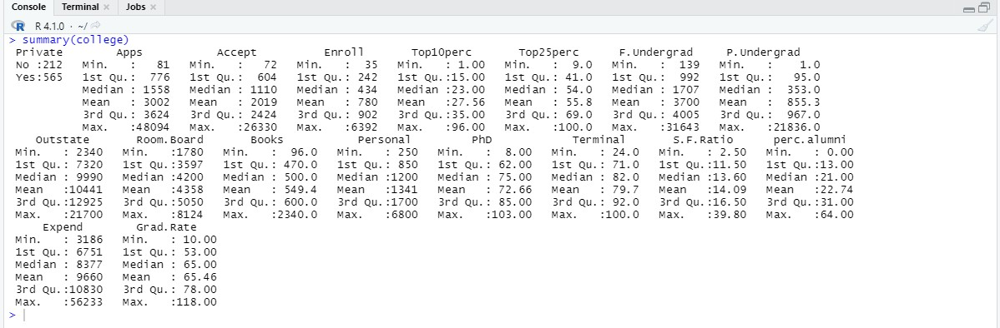 Console Terminal Jobs
R 4.1.0 · ~/
> summary(college)
 Private        Apps           Accept          Enroll       Top10perc       Top25perc      F.Undergrad     P.Undergrad
 No :212   Min.   :   81   Min.   :   72   Min.   :  35   Min.   : 1.00   Min.   :  9.0   Min.   :  139   Min.   :    1.0
 Yes:565   1st Qu.:  776   1st Qu.:  604   1st Qu.: 242   1st Qu.:15.00   1st Qu.: 41.0   1st Qu.:  992   1st Qu.:   95.0
           Median : 1558   Median : 1110   Median : 434   Median :23.00   Median : 54.0   Median : 1707   Median :  353.0
           Mean   : 3002   Mean   : 2019   Mean   : 780   Mean   :27.56   Mean   : 55.8   Mean   : 3700   Mean   :  855.3
           3rd Qu.: 3624   3rd Qu.: 2424   3rd Qu.: 902   3rd Qu.:35.00   3rd Qu.: 69.0   3rd Qu.: 4005   3rd Qu.:  967.0
           Max.   :48094   Max.   :26330   Max.   :6392   Max.   :96.00   Max.   :100.0   Max.   :31643   Max.   :21836.0
    Outstate       Room.Board       Books           Personal         PhD            Terminal       S.F.Ratio      perc.alumni
 Min.   : 2340   Min.   :1780   Min.   :  96.0   Min.   : 250   Min.   :  8.00   Min.   : 24.0   Min.   : 2.50   Min.   : 0.00
 1st Qu.: 7320   1st Qu.:3597   1st Qu.: 470.0   1st Qu.: 850   1st Qu.: 62.00   1st Qu.: 71.0   1st Qu.:11.50   1st Qu.:13.00
 Median : 9990   Median :4200   Median : 500.0   Median :1200   Median : 75.00   Median : 82.0   Median :13.60   Median :21.00
 Mean   :10441   Mean   :4358   Mean   : 549.4   Mean   :1341   Mean   : 72.66   Mean   : 79.7   Mean   :14.09   Mean   :22.74
 3rd Qu.:12925   3rd Qu.:5050   3rd Qu.: 600.0   3rd Qu.:1700   3rd Qu.: 85.00   3rd Qu.: 92.0   3rd Qu.:16.50   3rd Qu.:31.00
 Max.   :21700   Max.   :8124   Max.   :2340.0   Max.   :6800   Max.   :103.00   Max.   :100.0   Max.   :39.80   Max.   :64.00
     Expend        Grad.Rate
 Min.   : 3186   Min.   : 10.00
 1st Qu.: 6751   1st Qu.: 53.00
 Median : 8377   Median : 65.00
 Mean   : 9660   Mean   : 65.46
 3rd Qu.:10830   3rd Qu.: 78.00
 Max.   :56233   Max.   :118.00
>